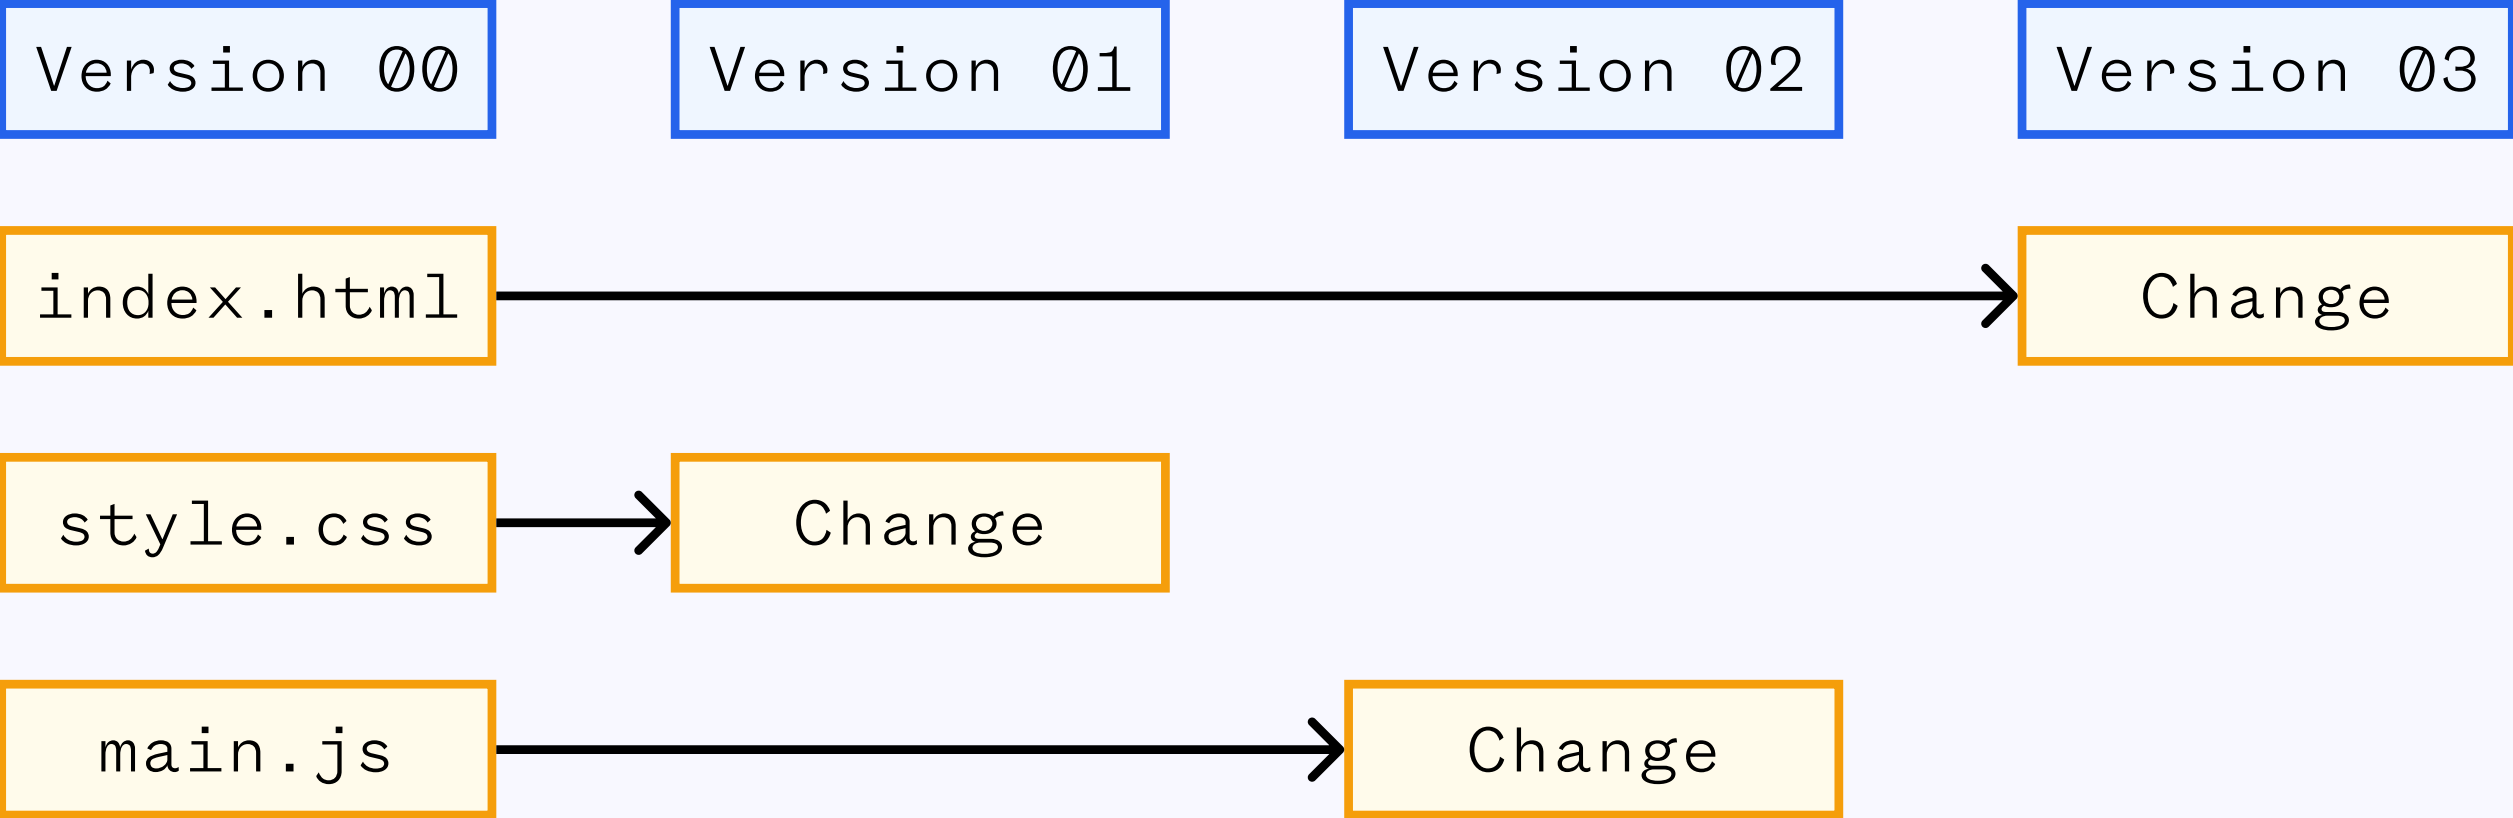 Version 00
Version 01
Version 02
Version 03
index.html
Change
style.css
Change
main.js
Change